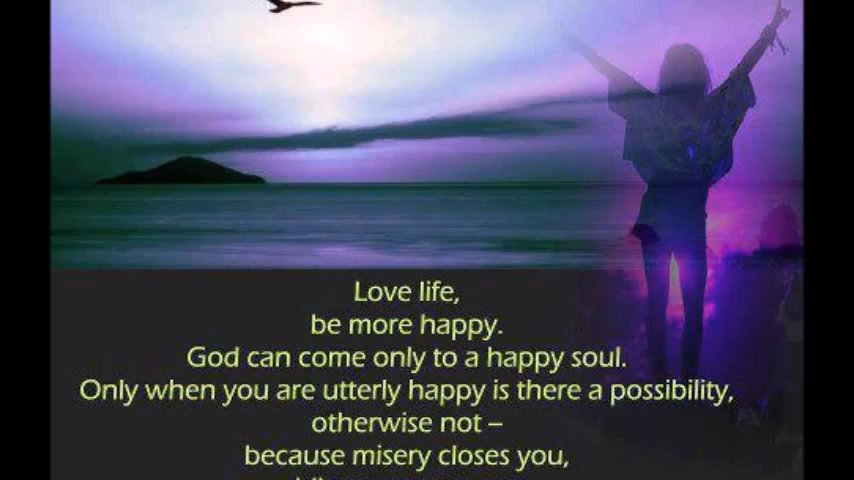 Love life,
be more happy.
God can come only to a happy soul.
Only when you are utterly happy is there a possibility,
otherwise not –
because misery closes you,